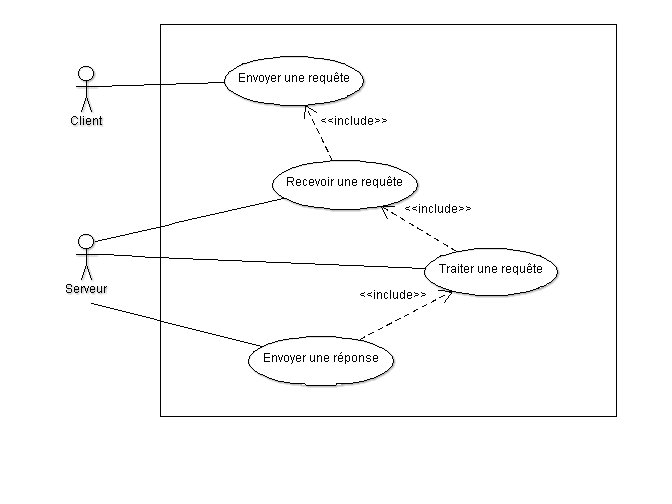 Envoyer une requête
Client
<<include>>
Recevoir une requête
<<include>>
Serveur
Traiter une requête
<<include>>
Envoyer une réponse